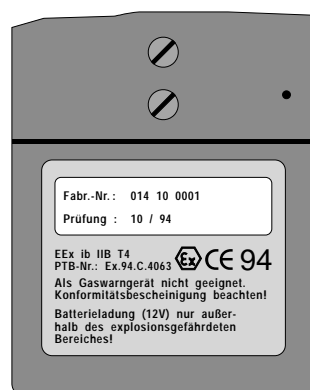 Fabr.-Nr.: 014 10 0001
Prüfung : 10 / 94
EEx ib IIB T4
PTB-Nr.: Ex.94.C.4063 Ex CE 94
Als Gaswarngerät nicht geeignet.
Konformitätsbescheinigung beachten!
Batterieladung (12V) nur außer-
halb des explosionsgefährdeten
Bereiches!